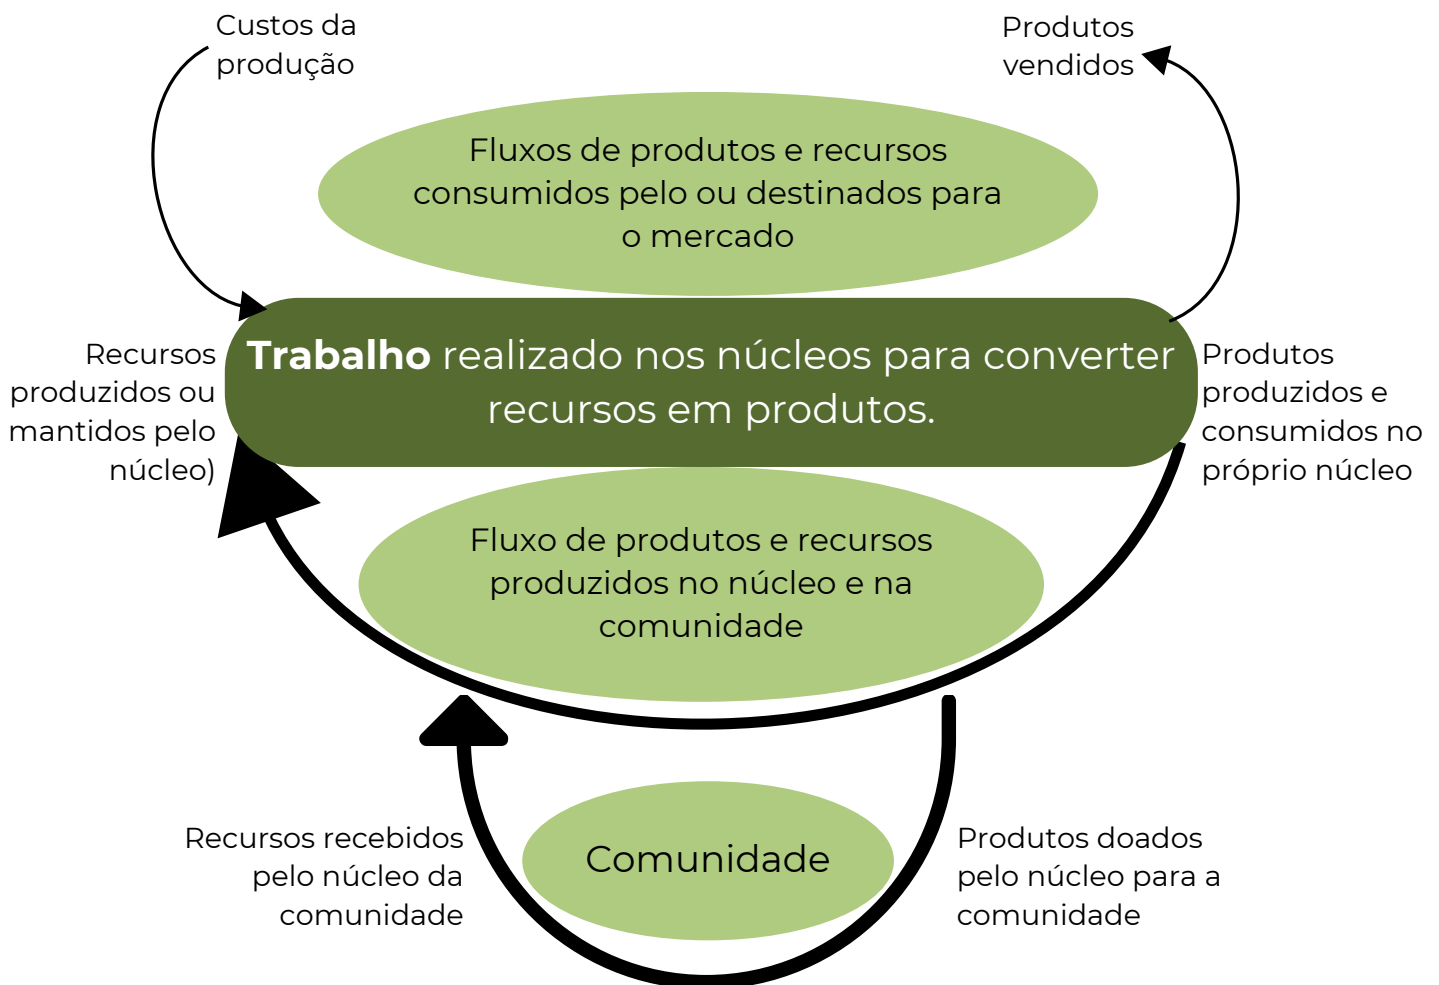 Custos da
produção
Produtos
vendidos
Fluxos de produtos e recursos
consumidos pelo ou destinados para
o mercado
Trabalho realizado nos núcleos para converter
recursos em produtos.
Recursos
produzidos ou
mantidos pelo
núcleo)
Produtos
produzidos e
consumidos no
próprio núcleo
Fluxo de produtos e recursos
produzidos no núcleo e na
comunidade
Recursos recebidos
pelo núcleo da
comunidade
Comunidade
Produtos doados
pelo núcleo para a
comunidade